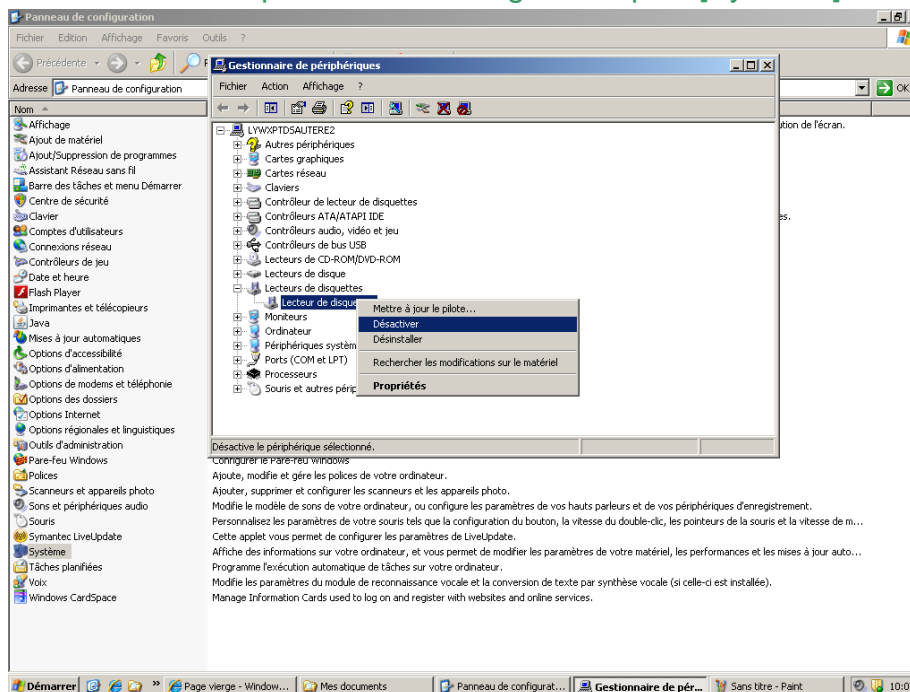 Panneau de configuration
Fichier Edition Affichage Favoris Outils ?
Précédente
Adresse Panneau de configuration OK
Nom
Affichage
Ajout de matériel
Ajout/Suppression de programmes
Assistant Réseau sans fil
Barre des tâches et menu Démarrer
Centre de sécurité
Clavier
Comptes d'utilisateurs
Connexions réseau
Contrôleurs de jeu
Date et heure
Flash Player
Imprimantes et télécopieurs
Java
Mises à jour automatiques
Options d'accessibilité
Options d'alimentation
Options de modems et téléphonie
Options des dossiers
Options Internet
Options régionales et linguistiques
Outils d'administration
Pare-feu Windows
Polices
Scanneurs et appareils photo
Sons et périphériques audio
Souris
Symantec LiveUpdate
Système
Tâches planifiées
Voix
Windows CardSpace
Gestionnaire de périphériques
Fichier Action Affichage ?
LYWXPTDSAUTERE2
Autres périphériques
Cartes graphiques
Cartes réseau
Claviers
Contrôleur de lecteur de disquettes
Contrôleurs ATA/ATAPI IDE
Contrôleurs audio, vidéo et jeu
Contrôleurs de bus USB
Lecteurs de CD-ROM/DVD-ROM
Lecteurs de disque
Lecteurs de disquettes
Lecteur de disque
Moniteurs
Ordinateur
Périphériques systèm
Ports (COM et LPT)
Processeurs
Souris et autres périp
Mettre à jour le pilote...
Désactiver
Désinstaller
Rechercher les modifications sur le matériel
Propriétés
Désactive le périphérique sélectionné.
ution de l'écran.
es.
Configurer le Pare-feu Windows
Ajoute, modifie et gére les polices de votre ordinateur.
Ajouter, supprimer et configurer les scanneurs et les appareils photo.
Modifie le modèle de sons de votre ordinateur, ou configure les paramètres de vos hauts parleurs et de vos périphériques d'enregistrement.
Personnalisez les paramètres de votre souris tels que la configuration du bouton, la vitesse du double-clic, les pointeurs de la souris et la vitesse de m...
Cette applet vous permet de configurer les paramètres de LiveUpdate.
Affiche des informations sur votre ordinateur, et vous permet de modifier les paramètres de votre matériel, les performances et les mises à jour auto...
Programme l'exécution automatique de tâches sur votre ordinateur.
Modifie les paramètres du module de reconnaissance vocale et la conversion de texte par synthèse vocale (si celle-ci est installée).
Manage Information Cards used to log on and register with websites and online services.
Démarrer » Page vierge - Window... Mes documents Panneau de configurat... Gestionnaire de pér... Sans titre - Paint 10:0